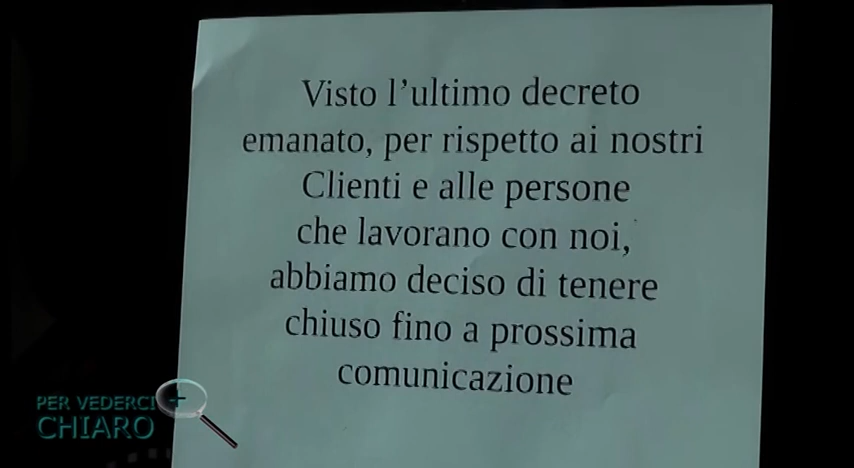 Visto l'ultimo decreto
emanato, per rispetto ai nostri
Clienti e alle persone
che lavorano con noi,
abbiamo deciso di tenere
chiuso fino a prossima
comunicazione
PER VEDERCI
CHIARO